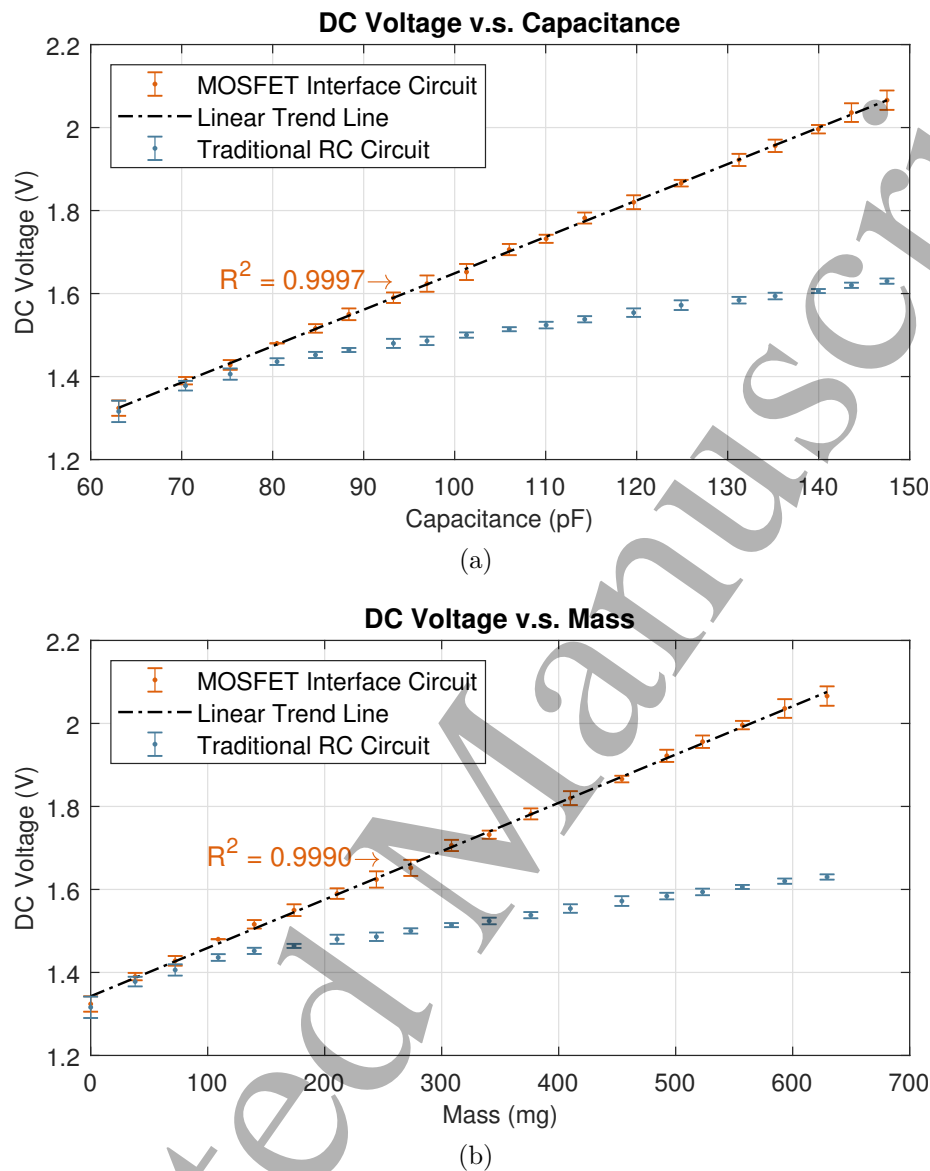 DC Voltage v.s. Capacitance
2.2
2
1.8
1.6
1.4
1.2
DC Voltage (V)
MOSFET Interface Circuit
Linear Trend Line
Traditional RC Circuit
R² = 0.9997→
60 70 80 90 100 110 120 130 140 150
Capacitance (pF)
(a)
DC Voltage v.s. Mass
2.2
2
1.8
1.6
1.4
1.2
DC Voltage (V)
MOSFET Interface Circuit
Linear Trend Line
Traditional RC Circuit
R² = 0.9990→
0 100 200 300 400 500 600 700
Mass (mg)
(b)
ted Manuscri